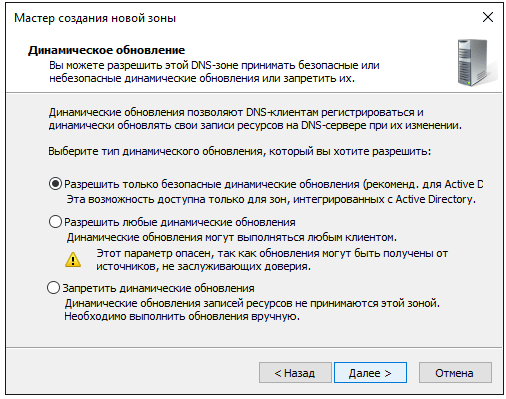 Мастер создания новой зоны
Динамическое обновление
Вы можете разрешить этой DNS-зоне принимать безопасные или
небезопасные динамические обновления или запретить их.
Динамические обновления позволяют DNS-клиентам регистрироваться и
динамически обновлять свои записи ресурсов на DNS-сервере при их изменении.
Выберите тип динамического обновления, который вы хотите разрешить:
Разрешить только безопасные динамические обновления (рекоменд. для Active D
Эта возможность доступна только для зон, интегрированных с Active Directory.
Разрешить любые динамические обновления
Динамические обновления могут выполняться любым клиентом.
Этот параметр опасен, так как обновления могут быть получены от
источников, не заслуживающих доверия.
Запретить динамические обновления
Динамические обновления записей ресурсов не принимаются этой зоной.
Необходимо выполнить обновления вручную.
< Назад
Далее >
Отмена